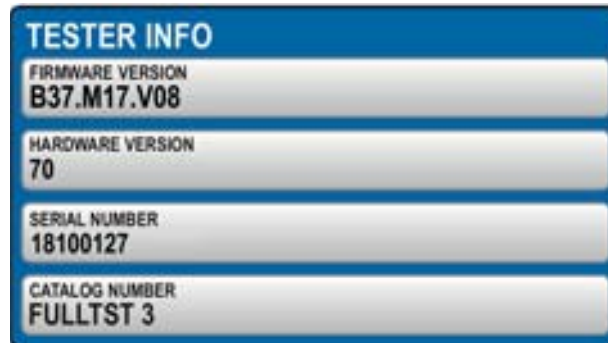 TESTER INFO
FIRMWARE VERSION
B37.M17.V08
HARDWARE VERSION
70
SERIAL NUMBER
18100127
CATALOG NUMBER
FULLTST 3